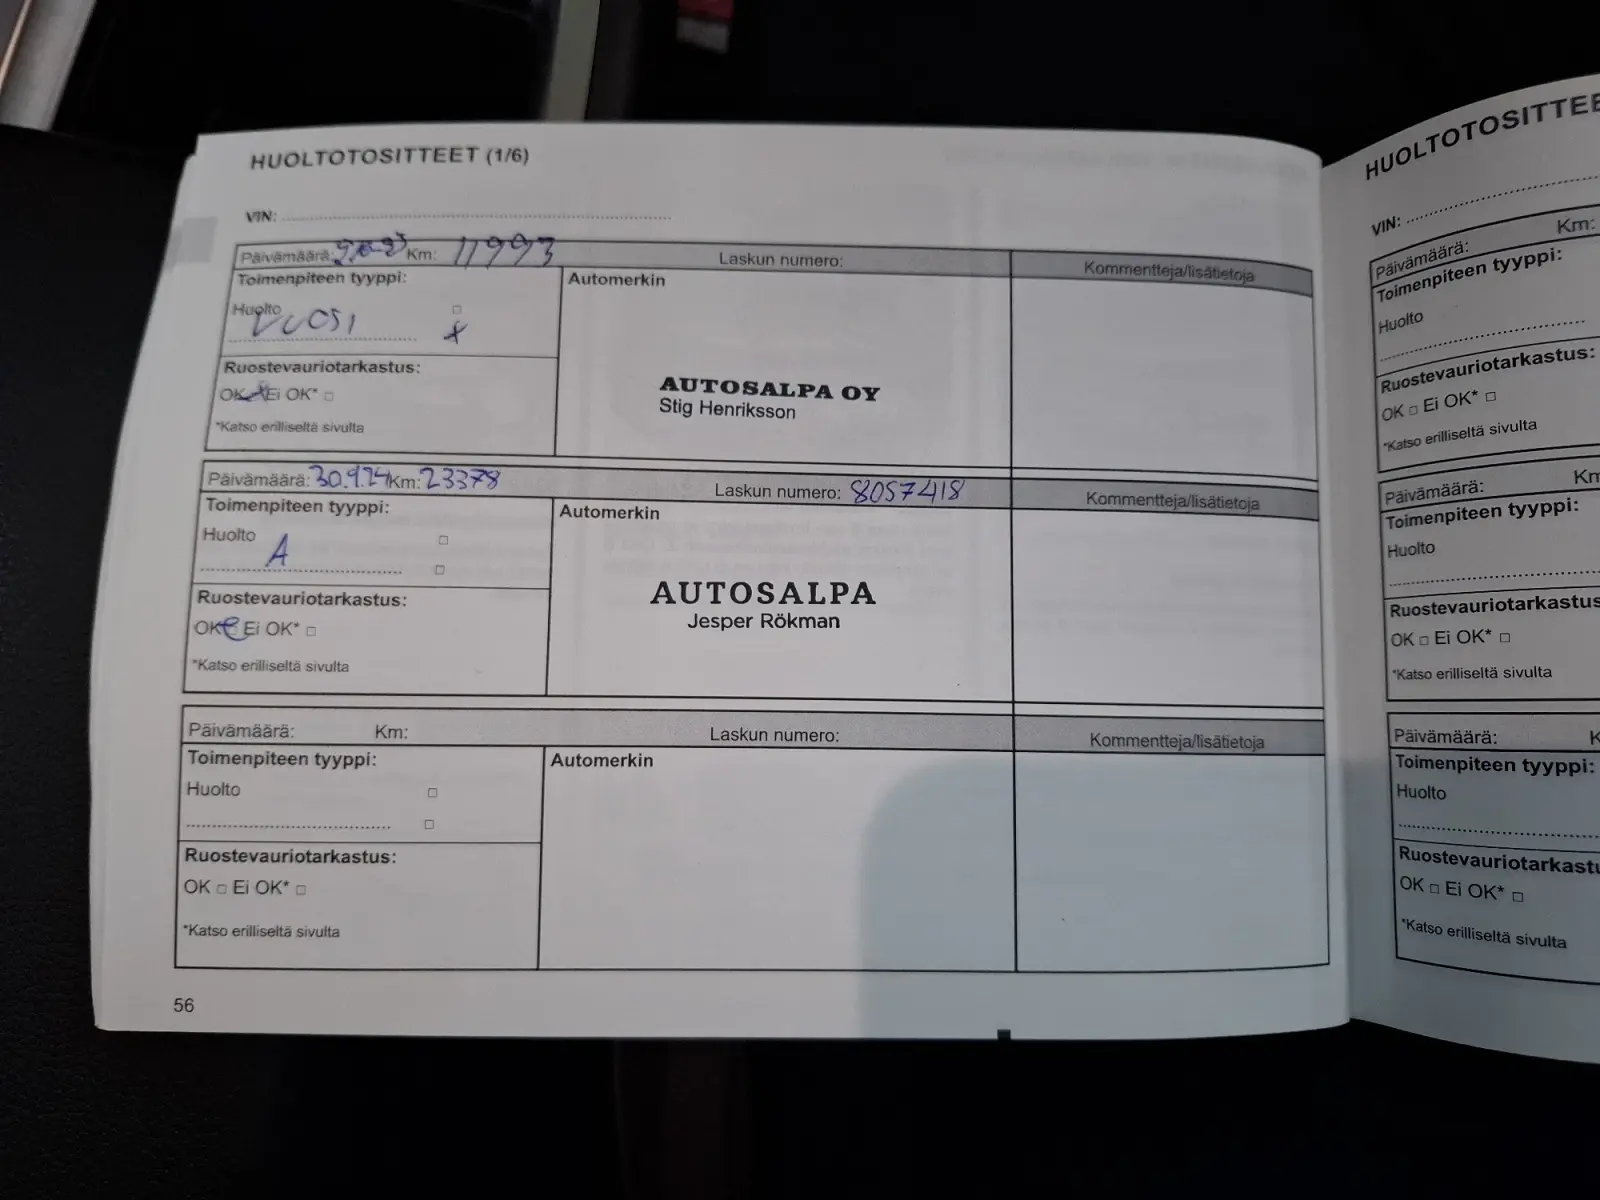 HUOLTOTOSITTEET (1/6)
VIN:
Päivämäärä: Km: 11993 Laskun numero: Kommentteja/lisätietoja
Toimenpiteen tyyppi:
Automerkin
Huolto
VUOSI x
Ruostevauriotarkastus:
OK x Ei OK* □
*Katso erilliseltä sivulta
AUTOSALPA OY
Stig Henriksson
Päivämäärä: 30.9.24 Km: 23378 Laskun numero: 8057418 Kommentteja/lisätietoja
Toimenpiteen tyyppi:
Automerkin
Huolto □
A □
Ruostevauriotarkastus:
OK Ei OK* □
*Katso erilliseltä sivulta
AUTOSALPA
Jesper Rökman
Päivämäärä: Km: Laskun numero: Kommentteja/lisätietoja
Toimenpiteen tyyppi:
Automerkin
Huolto □
□
Ruostevauriotarkastus:
OK □ Ei OK* □
*Katso erilliseltä sivulta
56
HUOLTOTOSITTEE
VIN:
Päivämäärä: Km:
Toimenpiteen tyyppi:
Huolto
Ruostevauriotarkastus:
OK □ Ei OK* □
*Katso erilliseltä sivulta
Päivämäärä: Km
Toimenpiteen tyyppi:
Huolto
Ruostevauriotarkastus
OK □ Ei OK* □
*Katso erilliseltä sivulta
Päivämäärä: K
Toimenpiteen tyyppi:
Huolto
Ruostevauriotarkastu
OK □ Ei OK* □
*Katso erilliseltä sivulta